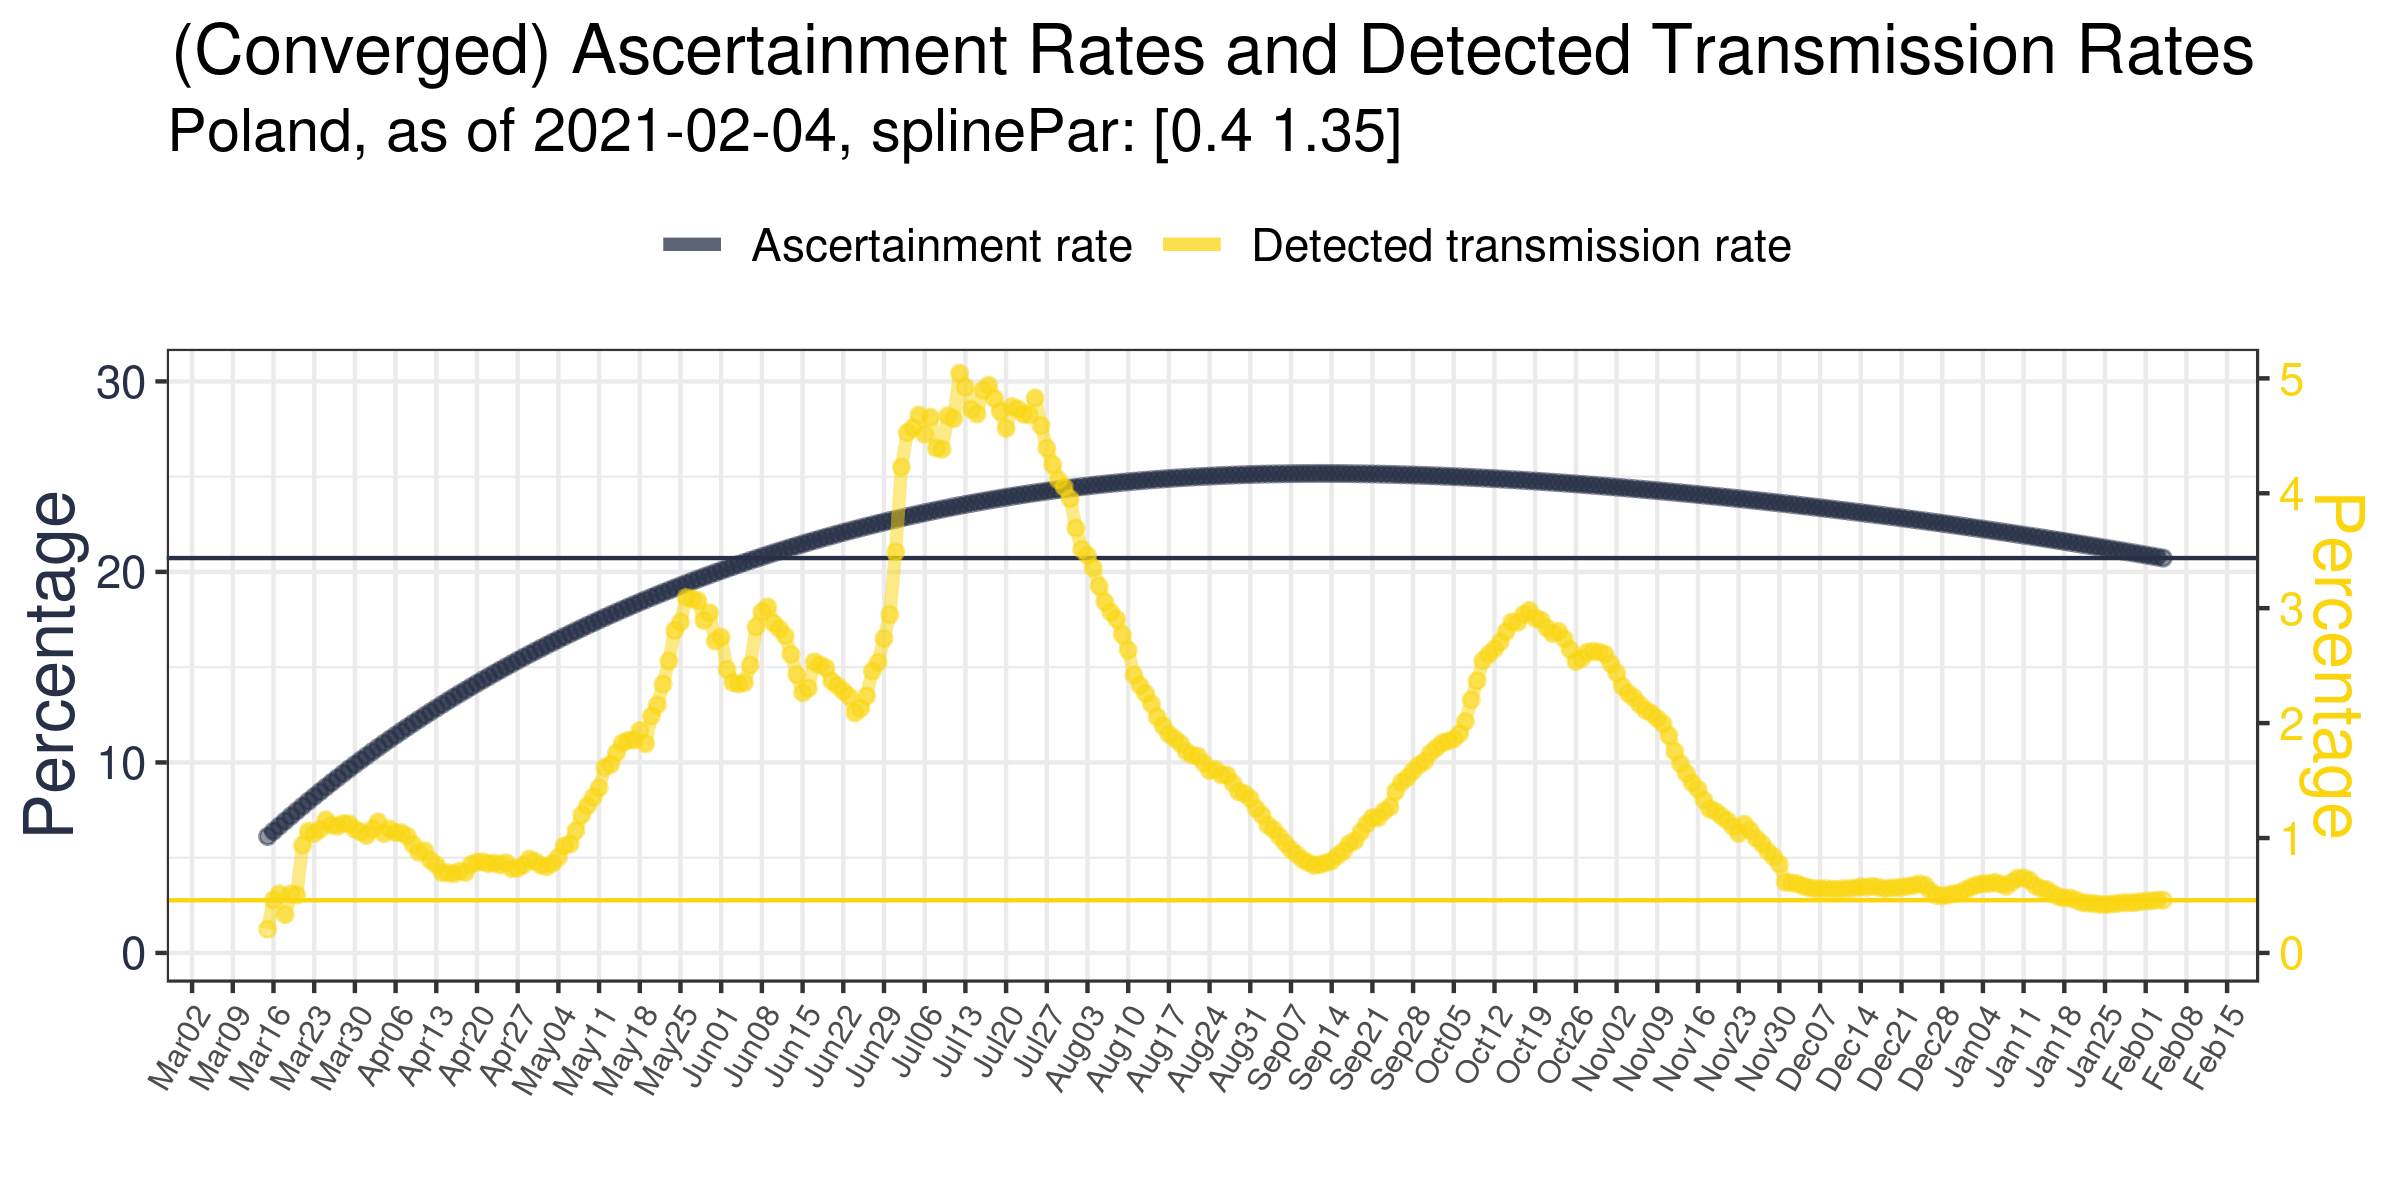 (Converged) Ascertainment Rates and Detected Transmission Rates
Poland, as of 2021-02-04, splinePar: [0.4 1.35]
Ascertainment rate
Detected transmission rate
Percentage
30
20
10
0
5
4
3
2
1
0
Percentage
Mar02
Mar09
Mar16
Mar23
Mar30
Apr06
Apr13
Apr20
Apr27
May04
May11
May18
May25
Jun01
Jun08
Jun15
Jun22
Jun29
Jul06
Jul13
Jul20
Jul27
Aug03
Aug10
Aug17
Aug24
Aug31
Sep07
Sep14
Sep21
Sep28
Oct05
Oct12
Oct19
Oct26
Nov02
Nov09
Nov16
Nov23
Nov30
Dec07
Dec14
Dec21
Dec28
Jan04
Jan11
Jan18
Jan25
Feb01
Feb08
Feb15